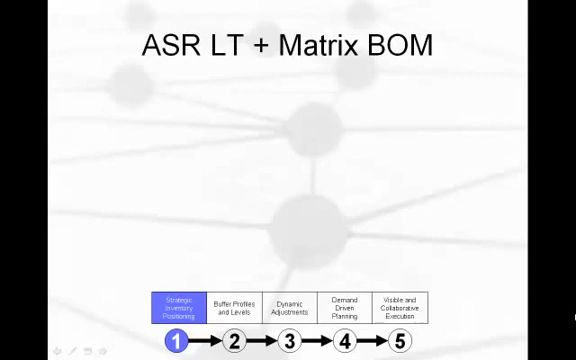 ASR LT + Matrix BOM
Strategic
Inventory
Positioning
Buffer Profiles
and Levels
Dynamic
Adjustments
Demand
Driven
Planning
Visible and
Collaborative
Execution
1 2 3 4 5